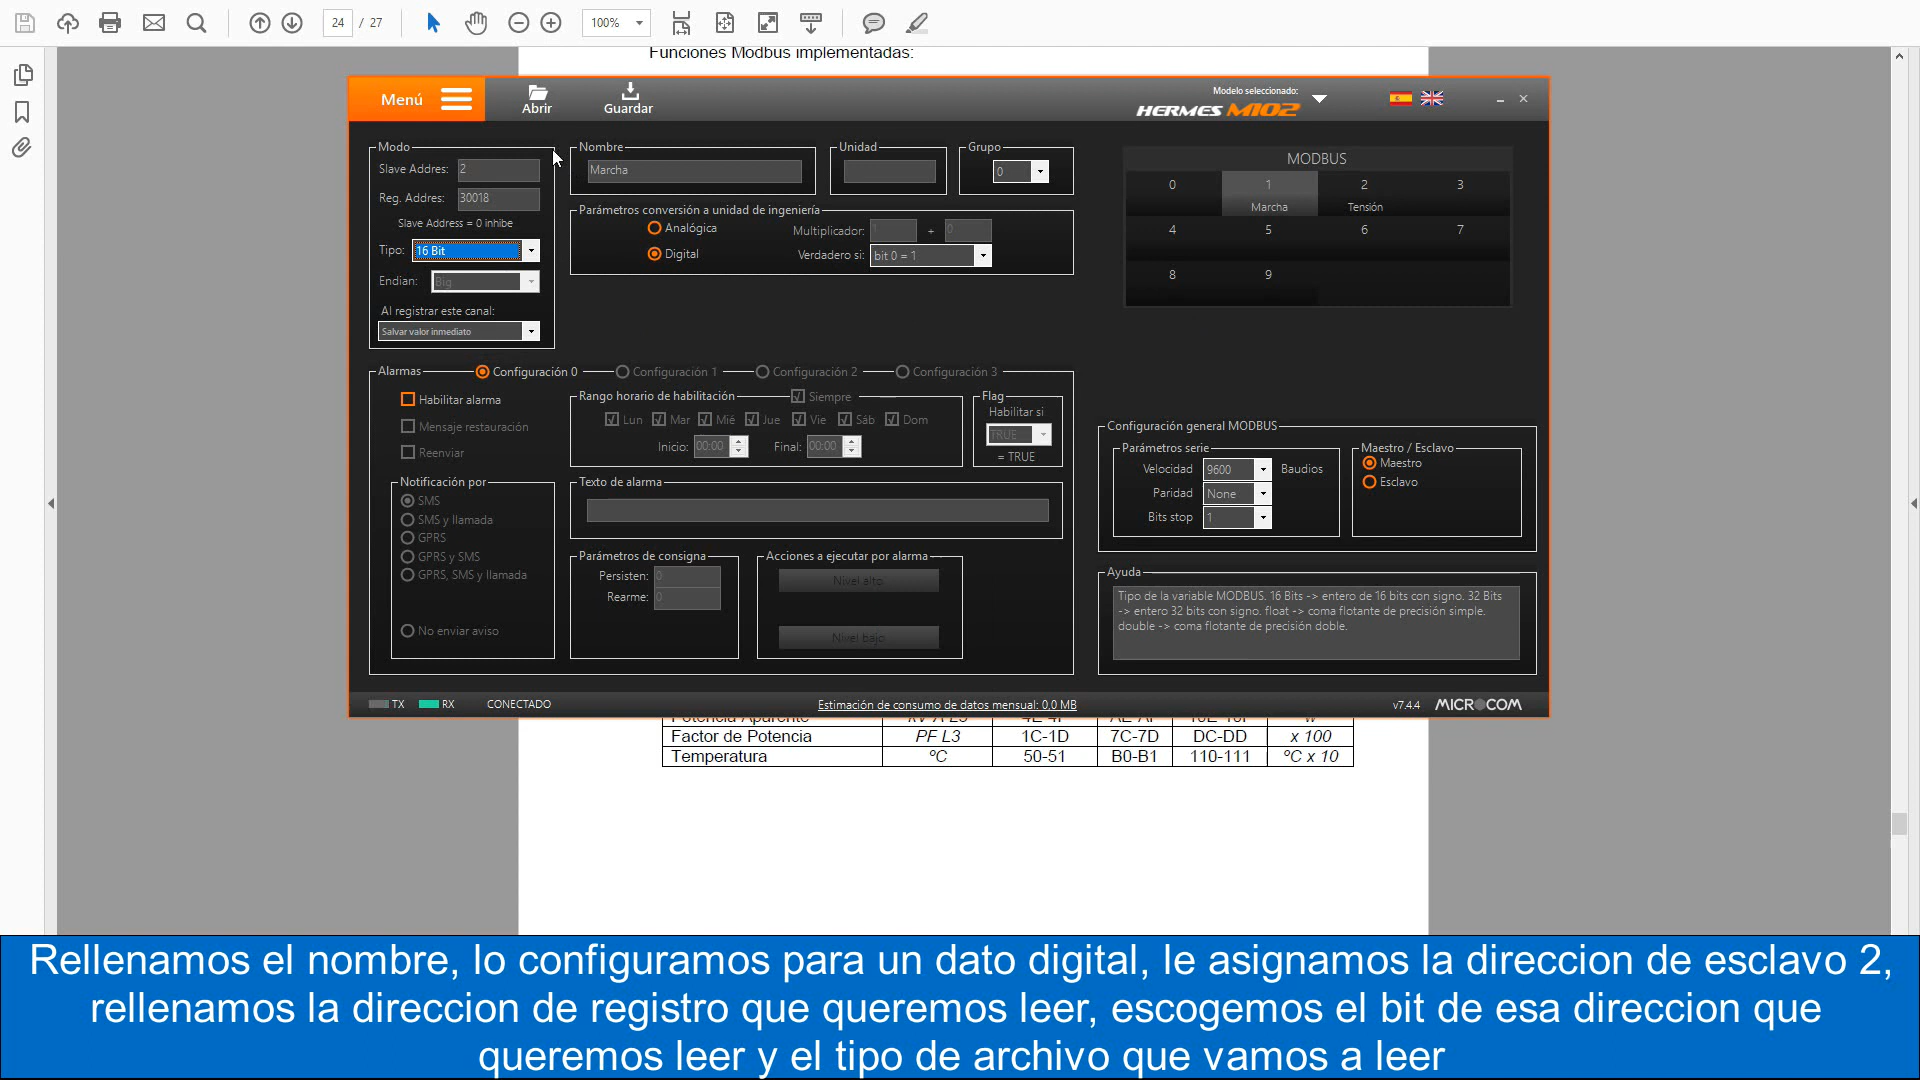 24 / 27
100%
Funciones Modbus implementadas:
Menú
Abrir
Guardar
Modelo seleccionado:
HERMES M102
Modo
Slave Addres: 2
Reg. Addres: 30018
Slave Address = 0 inhibe
Tipo: 16 Bit
Endian: Big
Al registrar este canal:
Salvar valor inmediato
Nombre
Marcha
Unidad
Grupo
0
Parámetros conversión a unidad de ingeniería
Analógica
Multiplicador: 1 + 0
Digital
Verdadero si: bit 0 = 1
MODBUS
0 1 2 3
Marcha Tensión
4 5 6 7
8 9
Alarmas
Configuración 0
Configuración 1
Configuración 2
Configuración 3
Habilitar alarma
Mensaje restauración
Reenviar
Rango horario de habilitación
Siempre
Lun Mar Mié Jue Vie Sáb Dom
Inicio: 00:00 Final: 00:00
Flag
Habilitar si
TRUE
= TRUE
Notificación por
SMS
SMS y llamada
GPRS
GPRS y SMS
GPRS, SMS y llamada
No enviar aviso
Texto de alarma
Parámetros de consigna
Persisten: 0
Rearme: 0
Acciones a ejecutar por alarma
Nivel alto
Nivel bajo
Configuración general MODBUS
Parámetros serie
Velocidad 9600 Baudios
Paridad None
Bits stop 1
Maestro / Esclavo
Maestro
Esclavo
Ayuda
Tipo de la variable MODBUS. 16 Bits -> entero de 16 bits con signo. 32 Bits
-> entero 32 bits con signo. float -> coma flotante de precisión simple.
double -> coma flotante de precisión doble.
TX RX CONECTADO
Estimación de consumo de datos mensual: 0,0 MB
v7.4.4 MICROCOM
Potencia Aparente
Factor de Potencia PF L3 1C-1D 7C-7D DC-DD x 100
Temperatura ºC 50-51 B0-B1 110-111 ºC x 10
Rellenamos el nombre, lo configuramos para un dato digital, le asignamos la direccion de esclavo 2,
rellenamos la direccion de registro que queremos leer, escogemos el bit de esa direccion que
queremos leer y el tipo de archivo que vamos a leer